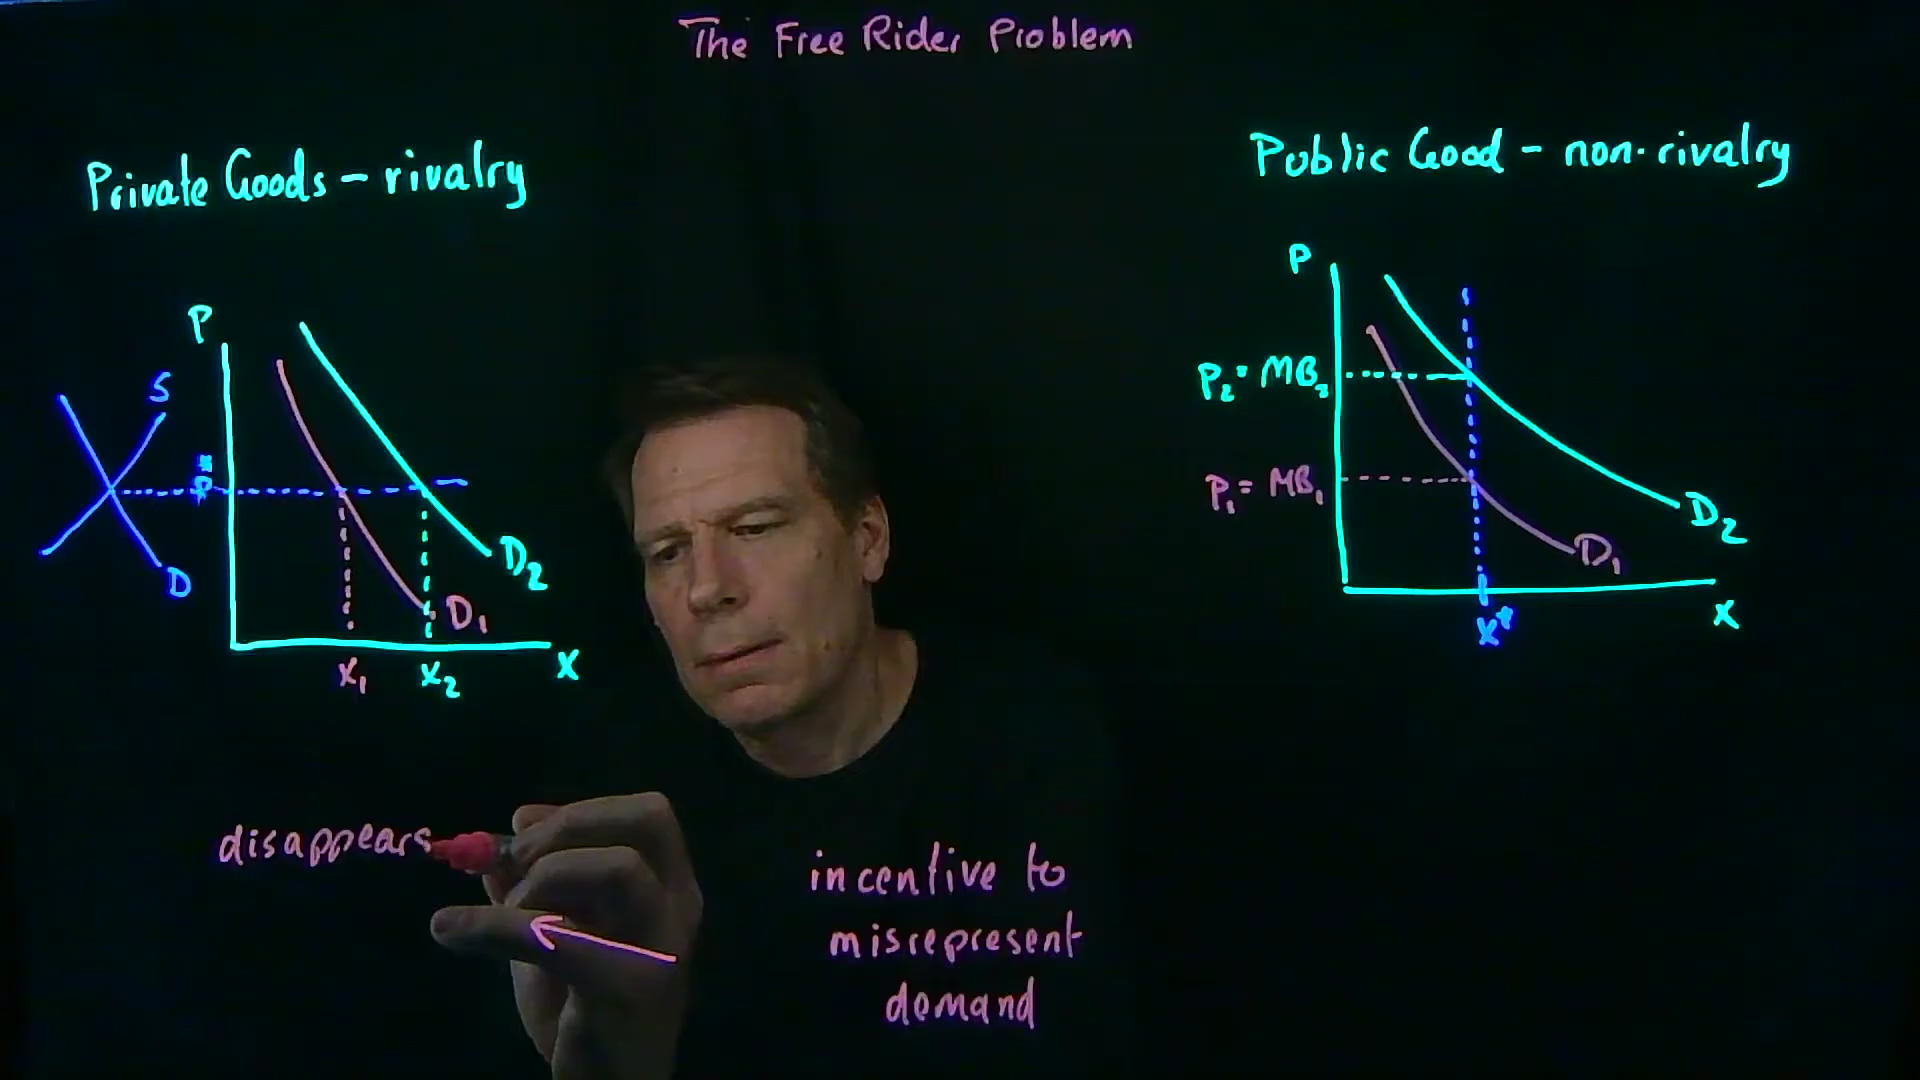 The Free Rider Problem
Private Goods - rivalry
P
S
P*
D
D2
D1
x1
x2
x
Public Good - non-rivalry
P
P2 = MB2
P1 = MB1
D2
D1
x*
x
disappears
incentive to
misrepresent
demand